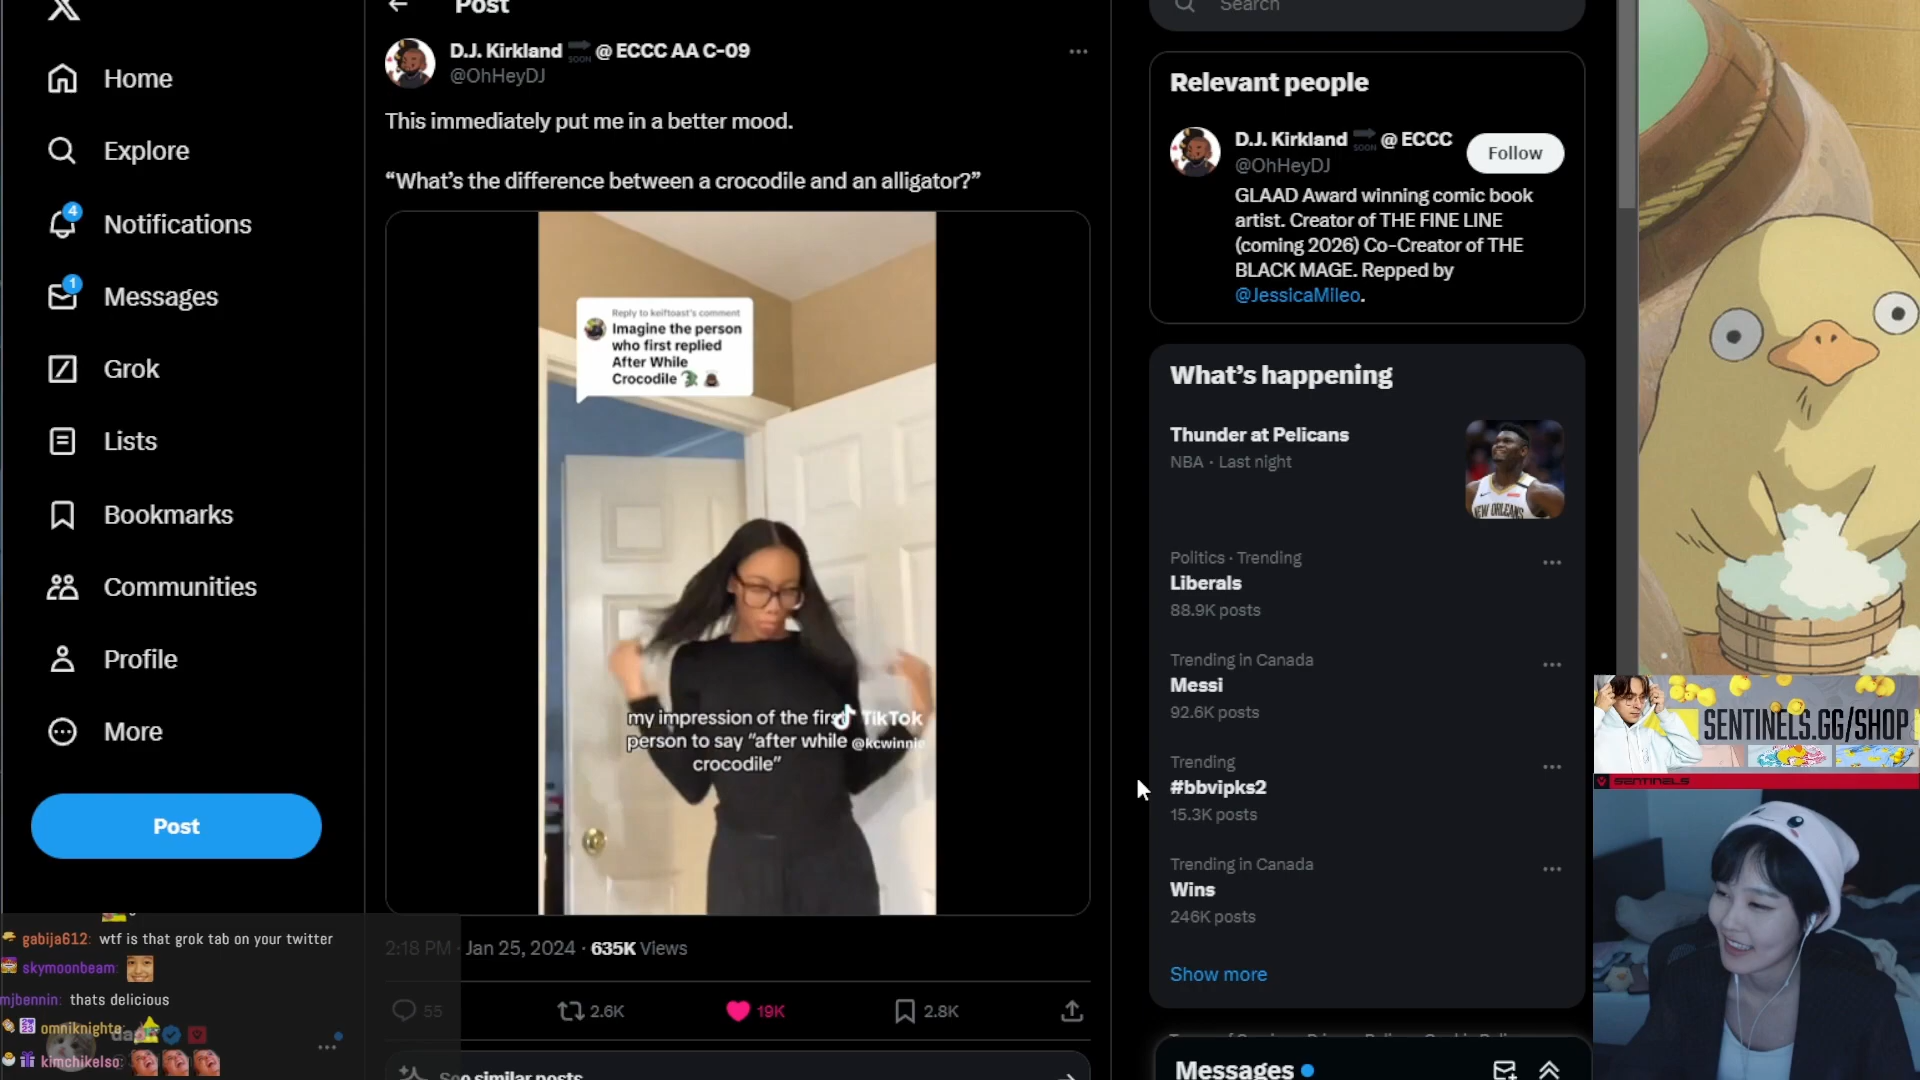 Post
Search
Home
Explore
4
Notifications
1
Messages
Grok
Lists
Bookmarks
Communities
Profile
More
Post
D.J. Kirkland SOON @ ECCC AA C-09
@OhHeyDJ
This immediately put me in a better mood.
“What’s the difference between a crocodile and an alligator?”
Reply to keiftoast's comment
Imagine the person
who first replied
After While
Crocodile
my impression of the first
person to say “after while
crocodile”
TikTok
@kcwinnie
2:18 PM · Jan 25, 2024 · 635K Views
55
2.6K
19K
2.8K
See similar posts
Relevant people
D.J. Kirkland SOON @ ECCC
@OhHeyDJ
Follow
GLAAD Award winning comic book
artist. Creator of THE FINE LINE
(coming 2026) Co-Creator of THE
BLACK MAGE. Repped by
@JessicaMileo.
What’s happening
Thunder at Pelicans
NBA · Last night
NEW ORLEANS
Politics · Trending
Liberals
88.9K posts
Trending in Canada
Messi
92.6K posts
Trending
#bbvipks2
15.3K posts
Trending in Canada
Wins
246K posts
Show more
Messages
gabija612: wtf is that grok tab on your twitter
skymoonbeam:
mjbennin: thats delicious
omniknighte:
kimchikelso:
SENTINELS.GG/SHOP
SENTINELS